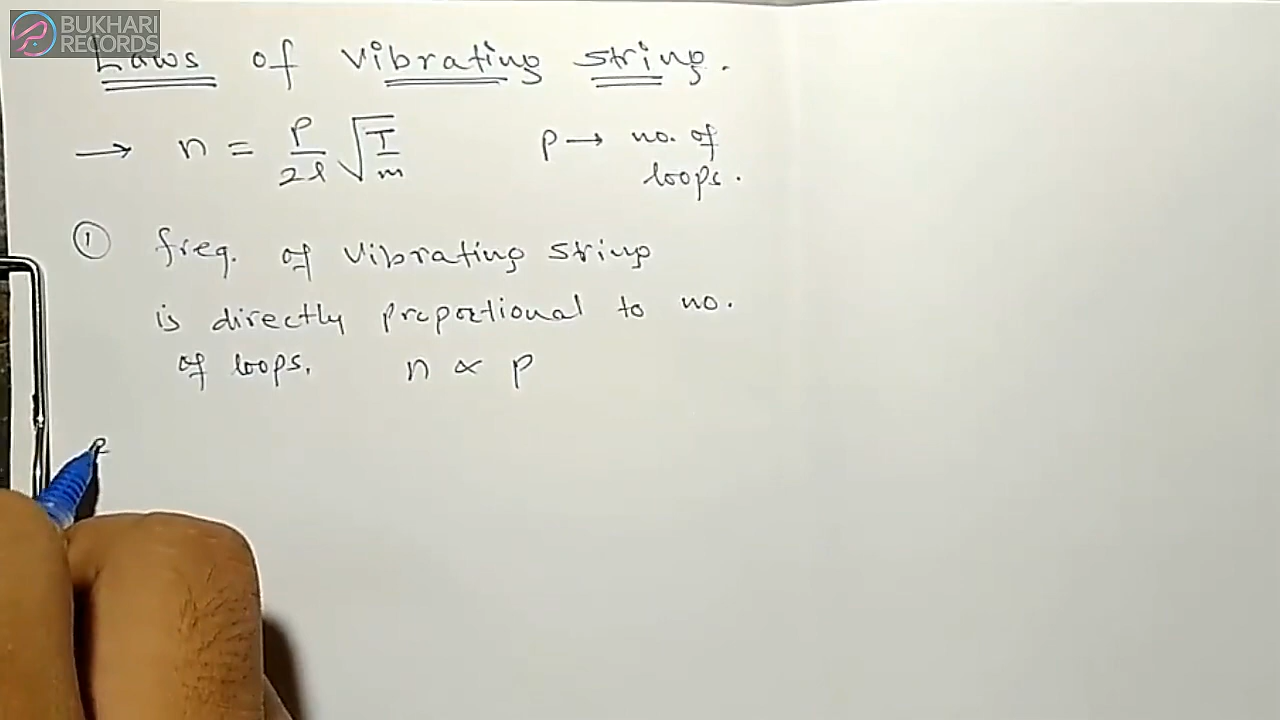 BUKHARI
RECORDS
Laws of vibrating string.
→ n = P/2l √T/m p → no. of
loops.
① freq. of vibrating string
is directly proportional to no.
of loops. n ∝ p